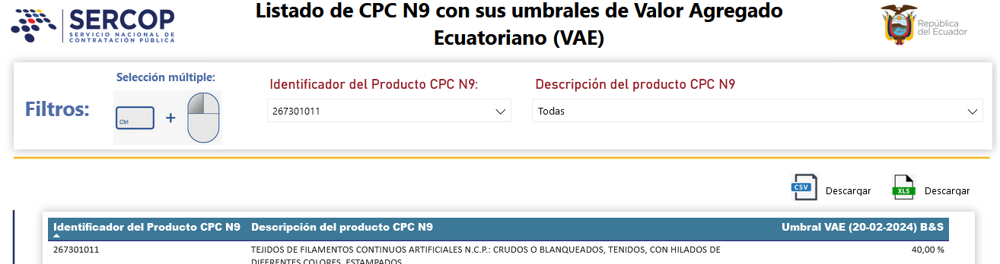 SERCOP
SERVICIO NACIONAL DE
CONTRATACIÓN PÚBLICA
Listado de CPC N9 con sus umbrales de Valor Agregado
Ecuatoriano (VAE)
República
del Ecuador
Filtros:
Selección múltiple:
Ctrl
+
Identificador del Producto CPC N9:
267301011
Descripción del producto CPC N9
Todas
CSV
Descargar
XLS
Descargar
Identificador del Producto CPC N9 Descripción del producto CPC N9 Umbral VAE (20-02-2024) B&S
267301011 TEJIDOS DE FILAMENTOS CONTINUOS ARTIFICIALES N.C.P.: CRUDOS O BLANQUEADOS, TENIDOS, CON HILADOS DE 40,00 %
DIFERENTES COLORES, ESTAMPADOS